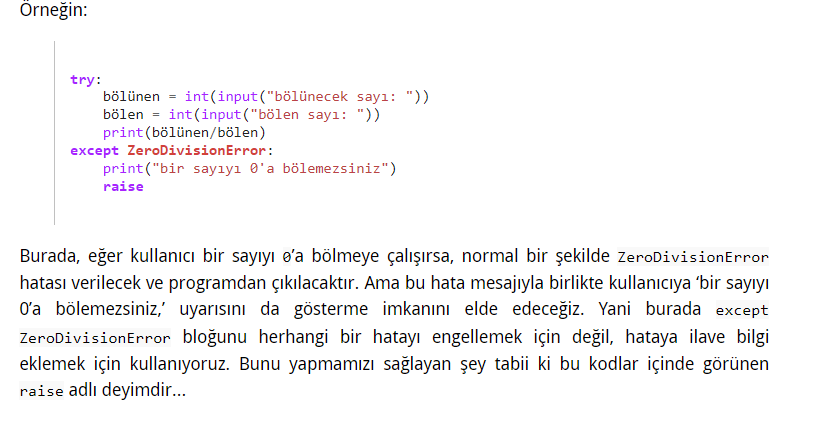 Örneğin:
try:
    bölünen = int(input("bölünecek sayı: "))
    bölen = int(input("bölen sayı: "))
    print(bölünen/bölen)
except ZeroDivisionError:
    print("bir sayıyı 0'a bölemezsiniz")
    raise
Burada, eğer kullanıcı bir sayıyı 0’a bölmeye çalışırsa, normal bir şekilde ZeroDivisionError
hatası verilecek ve programdan çıkılacaktır. Ama bu hata mesajıyla birlikte kullanıcıya ‘bir sayıyı
0’a bölemezsiniz,’ uyarısını da gösterme imkanını elde edeceğiz. Yani burada except
ZeroDivisionError bloğunu herhangi bir hatayı engellemek için değil, hataya ilave bilgi
eklemek için kullanıyoruz. Bunu yapmamızı sağlayan şey tabii ki bu kodlar içinde görünen
raise adlı deyimdir...